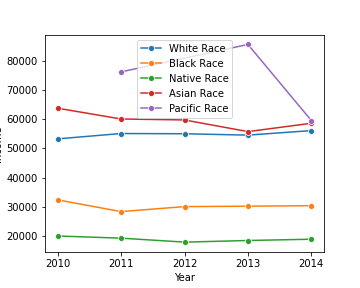 White Race
Black Race
Native Race
Asian Race
Pacific Race
80000
70000
60000
50000
40000
30000
20000
2010
2011
2012
2013
2014
Year